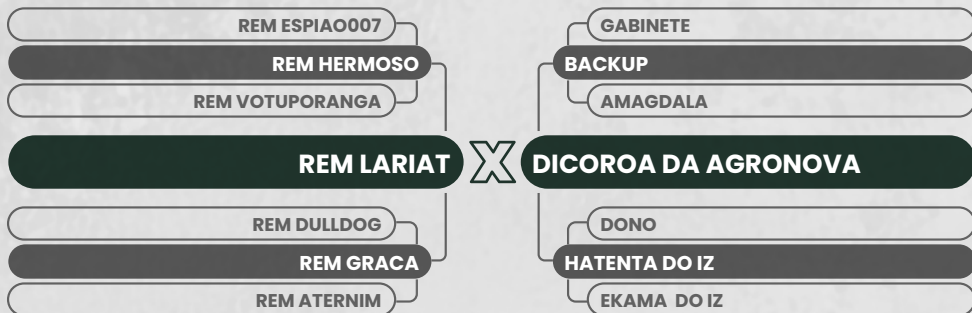 REM ESPIAO007
REM HERMOSO
REM VOTUPORANGA
REM LARIAT
REM DULLDOG
REM GRACA
REM ATERNIM
X
GABINETE
BACKUP
AMAGDALA
DICOROA DA AGRONOVA
DONO
HATENTA DO IZ
EKAMA DO IZ